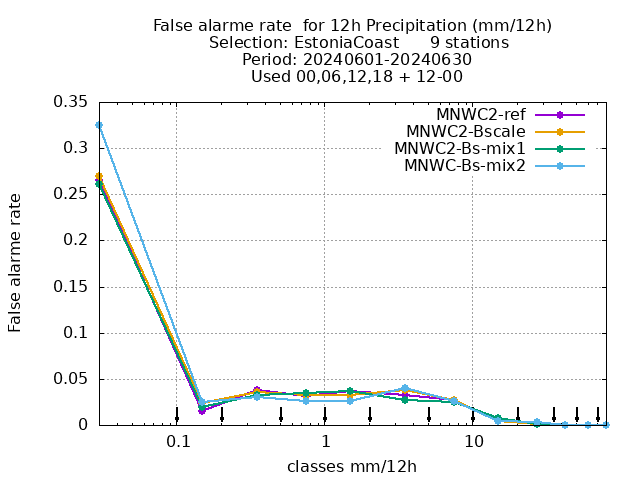 False alarme rate  for 12h Precipitation (mm/12h)
Selection: EstoniaCoast      9 stations
Period: 20240601-20240630
Used 00,06,12,18 + 12-00
MNWC2-ref
MNWC2-Bscale
MNWC2-Bs-mix1
MNWC-Bs-mix2
False alarme rate
0.35
0.3
0.25
0.2
0.15
0.1
0.05
0
0.1
1
10
classes mm/12h